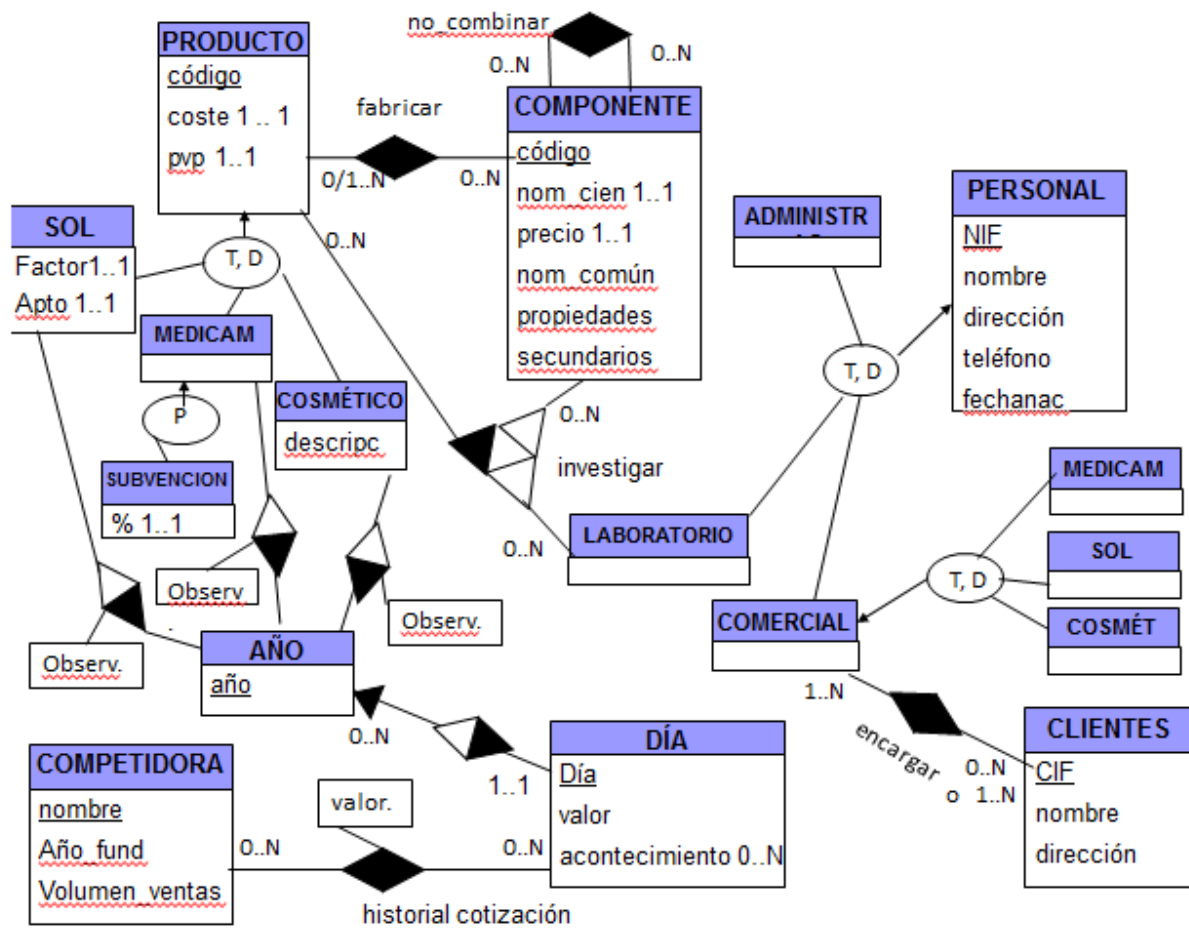 no_combinar
PRODUCTO
código
coste 1 .. 1
pvp 1..1
0..N
0..N
fabricar
0/1..N
0..N
COMPONENTE
código
nom_cien 1..1
precio 1..1
nom_común
propiedades
secundarios
ADMINISTR
PERSONAL
NIF
nombre
dirección
teléfono
fechanac
SOL
Factor1..1
Apto 1..1
T, D
0..N
MEDICAM
P
SUBVENCION
% 1..1
COSMÉTICO
descripc
0..N
investigar
0..N
LABORATORIO
T, D
MEDICAM
SOL
COSMÉT
T, D
COMERCIAL
Observ
Observ.
Observ.
AÑO
año
0..N
1..1
1..N
encargar
0..N
o 1..N
CLIENTES
CIF
nombre
dirección
COMPETIDORA
nombre
Año_fund
Volumen_ventas
valor.
0..N
0..N
historial cotización
DÍA
Día
valor
acontecimiento 0..N